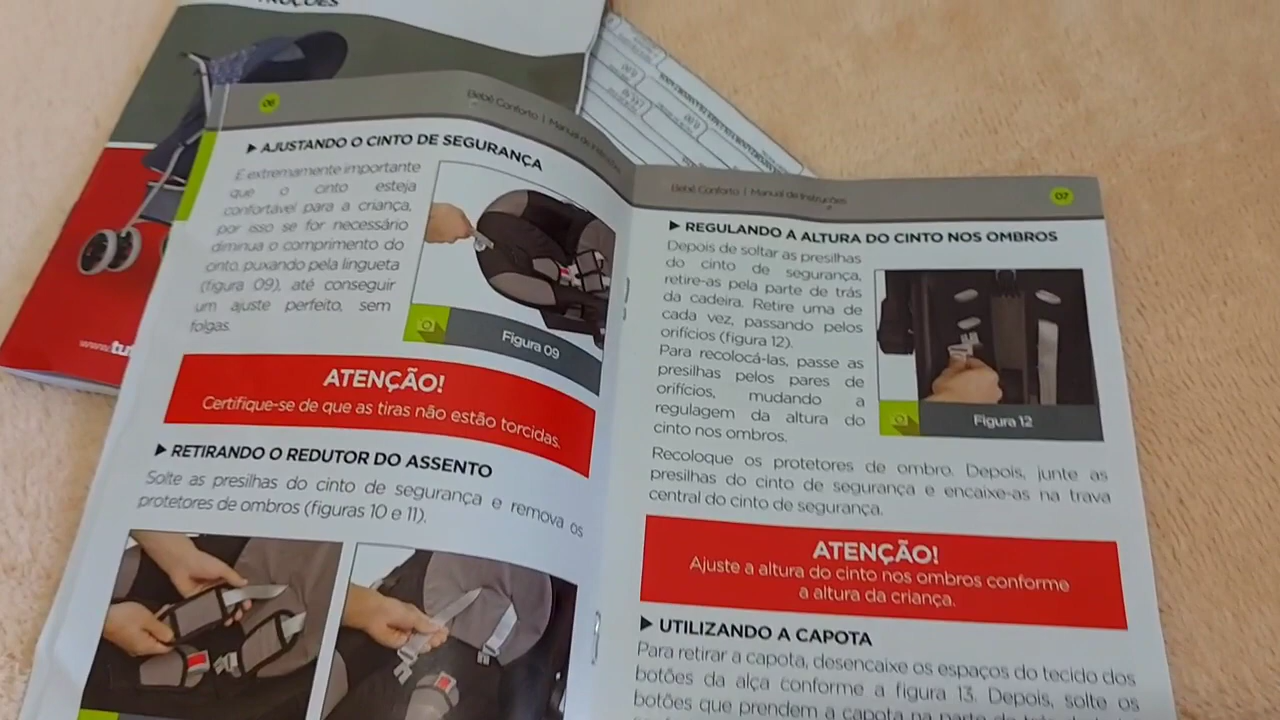 06
Bebê Conforto | Manual de Instruções
▶ AJUSTANDO O CINTO DE SEGURANÇA
É extremamente importante
que o cinto esteja
confortável para a criança,
por isso se for necessário
diminua o comprimento do
cinto, puxando pela lingueta
(figura 09), até conseguir
um ajuste perfeito, sem
folgas.
Figura 09
ATENÇÃO!
Certifique-se de que as tiras não estão torcidas.
▶ RETIRANDO O REDUTOR DO ASSENTO
Solte as presilhas do cinto de segurança e remova os
protetores de ombros (figuras 10 e 11).
Bebê Conforto | Manual de Instruções
07
▶ REGULANDO A ALTURA DO CINTO NOS OMBROS
Depois de soltar as presilhas
do cinto de segurança,
retire-as pela parte de trás
da cadeira. Retire uma de
cada vez, passando pelos
orifícios (figura 12).
Para recolocá-las, passe as
presilhas pelos pares de
orifícios, mudando a
regulagem da altura do
cinto nos ombros.
Figura 12
Recoloque os protetores de ombro. Depois, junte as
presilhas do cinto de segurança e encaixe-as na trava
central do cinto de segurança.
ATENÇÃO!
Ajuste a altura do cinto nos ombros conforme
a altura da criança.
▶ UTILIZANDO A CAPOTA
Para retirar a capota, desencaixe os espaços do tecido dos
botões da alça conforme a figura 13. Depois, solte os
botões que prendem a capota na parte
www.tu